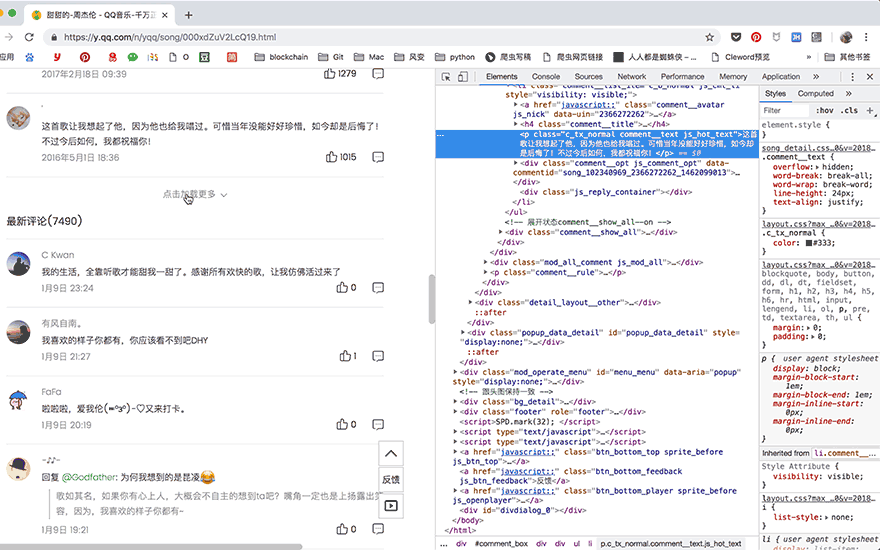 甜甜的-周杰伦 - QQ音乐-千万正
https://y.qq.com/n/yqq/song/000xdZuV2LcQ19.html
应用 blockchain Git Mac 风变 python 爬虫写稿 爬虫网页链接 人人都是蜘蛛侠 – ... Cleword预览 » 其他书签
2017年2月18日 09:39 1279
这首歌让我想起了他，因为他也给我唱过。可惜当年没能好好珍惜，如今却是后悔了！
不过今后如何，我都祝福你！
2016年5月1日 18:36 1015
点击加载更多
最新评论(7490)
C Kwan
我的生活，全靠听歌才能甜我一甜了。感谢所有欢快的歌，让我仿佛活过来了
1月9日 23:24 0
有风自南。
我喜欢的样子你都有，你应该看不到吧DHY
1月9日 21:27 1
FaFa
啦啦啦，爱我伦(≖ᴗ≖)-♡又来打卡。
1月9日 20:19 0
-♪♪-
回复 @Godfather: 为何我想到的是昆凌
歌如其名，如果你有心上人，大概会不自主的想到ta吧？嘴角一定也是上扬露出笑
容，因为，我喜欢的样子你都有~
1月9日 19:21 0
反馈
Elements Console Sources Network Performance Memory Application »
<li class="comment__list_item c_b_normal js_cmt_li"
style="visibility: visible;">
<a href="javascript:;" class="comment__avatar
js_nick" data-uin="2366272262">…</a>
<h4 class="comment__title">…</h4>
<p class="c_tx_normal comment__text js_hot_text">这首
歌让我想起了他，因为他也给我唱过。可惜当年没能好好珍惜，如今却
是后悔了！不过今后如何，我都祝福你！</p> == $0
<div class="comment__opt js_comment_opt" data-
commentid="song_102340969_2366272262_1462099013">…
</div>
<div class="js_reply_container"></div>
</li>
</ul>
<!-- 展开状态comment__show_all--on -->
<div class="comment__show_all">…</div>
</div>
</div>
<div class="mod_all_comment js_mod_all">…</div>
<p class="comment__rule">…</p>
</div>
</div>
<div class="detail_layout__other">…</div>
::after
</div>
<div class="popup_data_detail" id="popup_data_detail" style=
"display:none;">…</div>
::after
</div>
<div class="mod_operate_menu" id="menu_menu" data-aria="popup"
style="display:none;">…</div>
<!-- 跟头图保持一致 -->
<div class="bg_detail">…</div>
<div class="footer" role="footer">…</div>
<script>SPD.mark(32); </script>
<script type="text/javascript">…</script>
<script type="text/javascript">…</script>
<a href="javascript:;" class="btn_bottom_top sprite_before
js_btn_top">…</a>
<a href="javascript:;" class="btn_bottom_feedback
js_btn_feedback">反馈</a>
<a href="javascript:;" class="btn_bottom_player sprite_before
js_openplayer">…</a>
<div id="divdialog_0"></div>
</body>
</html>
... div #comment_box div div ul li p.c_tx_normal.comment__text.js_hot_text
Styles Computed »
Filter :hov .cls +
element.style {
}
song_detail.css…0&v=2018…
.comment__text {
overflow: hidden;
word-break: break-all;
word-wrap: break-word;
line-height: 24px;
text-align: justify;
}
layout.css?max_…0&v=2018…
.c_tx_normal {
color: #333;
}
layout.css?max_…0&v=2018…
blockquote, body, button,
dd, dl, dt, fieldset,
form, h1, h2, h3, h4, h5,
h6, hr, html, input,
lengend, li, ol, p, pre,
td, textarea, th, ul {
margin: 0;
padding: 0;
}
p { user agent stylesheet
display: block;
margin-block-start:
1em;
margin-block-end: 1em;
margin-inline-start:
0px;
margin-inline-end:
0px;
}
Inherited from li.comment__…
Style Attribute {
visibility: visible;
}
layout.css?max_…0&v=2018…
li {
list-style: none;
}
li { user agent stylesheet